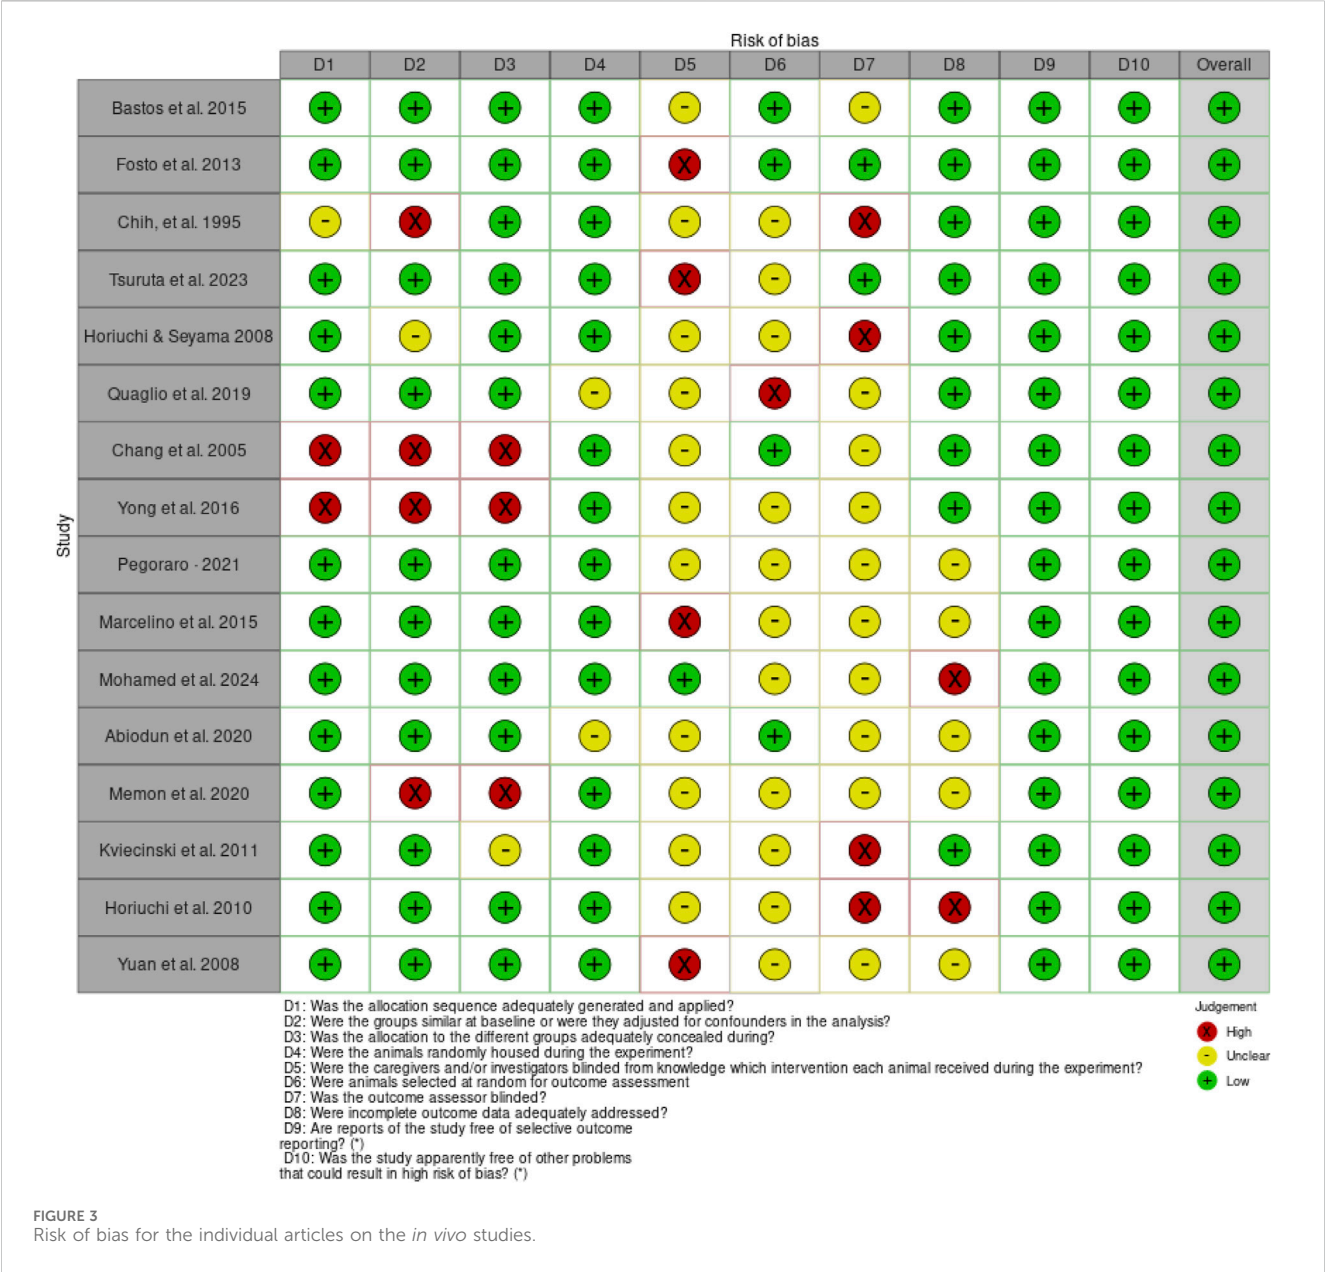 Risk of bias
D1 D2 D3 D4 D5 D6 D7 D8 D9 D10 Overall
Bastos et al. 2015 + + + + - + - + + + +
Fosto et al. 2013 + + + + X + + + + + +
Chih, et al. 1995 - X + + - - X + + + +
Tsuruta et al. 2023 + + + + X - + + + + +
Horiuchi & Seyama 2008 + - + + - - X + + + +
Quaglio et al. 2019 + + + - - X - + + + +
Chang et al. 2005 X X X + - + - + + + +
Yong et al. 2016 X X X + - - - + + + +
Pegoraro · 2021 + + + + - - - - + + +
Marcelino et al. 2015 + + + + X - - - + + +
Mohamed et al. 2024 + + + + + - - X + + +
Abiodun et al. 2020 + + + - - + - - + + +
Memon et al. 2020 + X X + - - - - + + +
Kviecinski et al. 2011 + + - + - - X + + + +
Horiuchi et al. 2010 + + + + - - X X + + +
Yuan et al. 2008 + + + + X - - - + + +
Study
D1: Was the allocation sequence adequately generated and applied?
D2: Were the groups similar at baseline or were they adjusted for confounders in the analysis?
D3: Was the allocation to the different groups adequately concealed during?
D4: Were the animals randomly housed during the experiment?
D5: Were the caregivers and/or investigators blinded from knowledge which intervention each animal received during the experiment?
D6: Were animals selected at random for outcome assessment
D7: Was the outcome assessor blinded?
D8: Were incomplete outcome data adequately addressed?
D9: Are reports of the study free of selective outcome
reporting? (*)
D10: Was the study apparently free of other problems
that could result in high risk of bias? (*)
Judgement
X High
- Unclear
+ Low
FIGURE 3
Risk of bias for the individual articles on the in vivo studies.